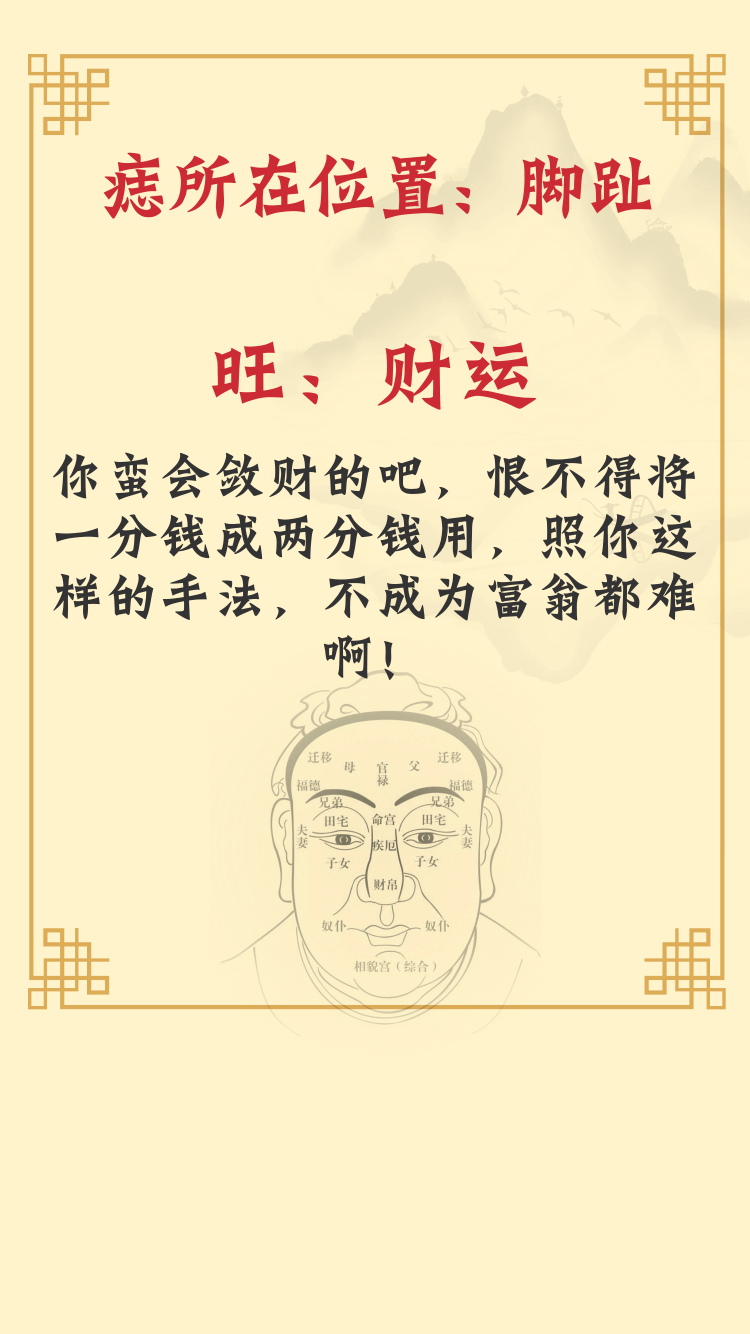 痣所在位置：脚趾
旺：财运
你蛮会敛财的吧，恨不得将
一分钱成两分钱用，照你这
样的手法，不成为富翁都难
啊！
迁移 母 官禄 父 迁移
福德 福德
兄弟 兄弟
田宅 命宫 田宅
夫妻 疾厄 夫妻
子女 子女
财帛
奴仆 奴仆
相貌宫（综合）